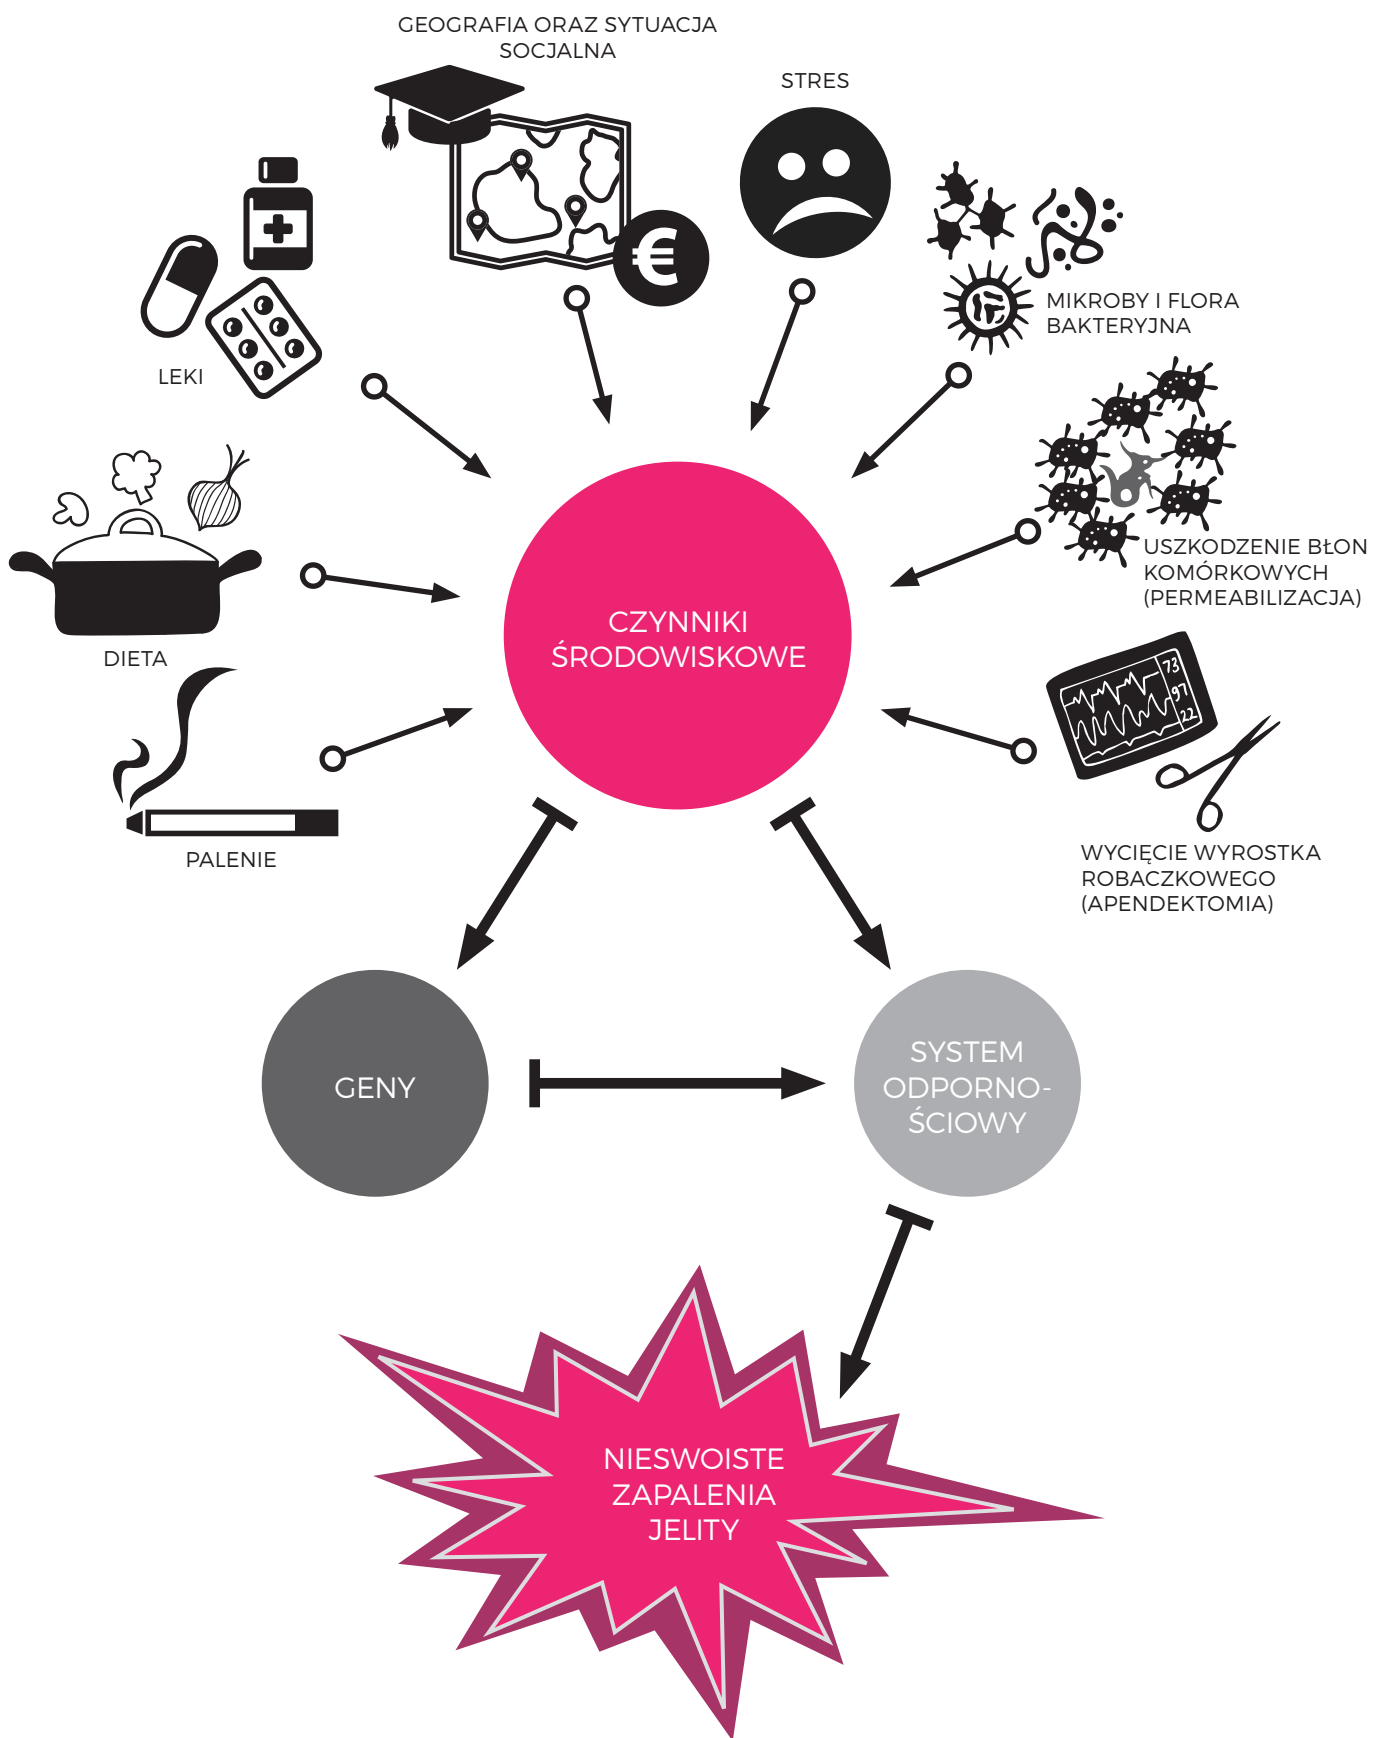 GEOGRAFIA ORAZ SYTUACJA
SOCJALNA
STRES
MIKROBY I FLORA
BAKTERYJNA
LEKI
USZKODZENIE BŁON
KOMÓRKOWYCH
(PERMEABILIZACJA)
CZYNNIKI
ŚRODOWISKOWE
DIETA
73
97
22
PALENIE
WYCIĘCIE WYROSTKA
ROBACZKOWEGO
(APENDEKTOMIA)
GENY
SYSTEM
ODPORNO-
ŚCIOWY
NIESWOISTE
ZAPALENIA
JELITY